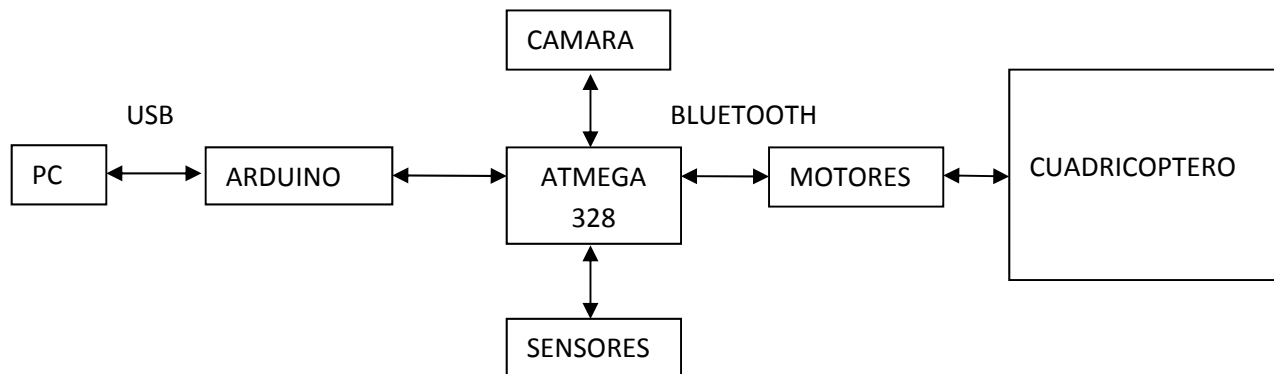 CAMARA
USB
BLUETOOTH
PC
ARDUINO
ATMEGA
328
MOTORES
CUADRICOPTERO
SENSORES